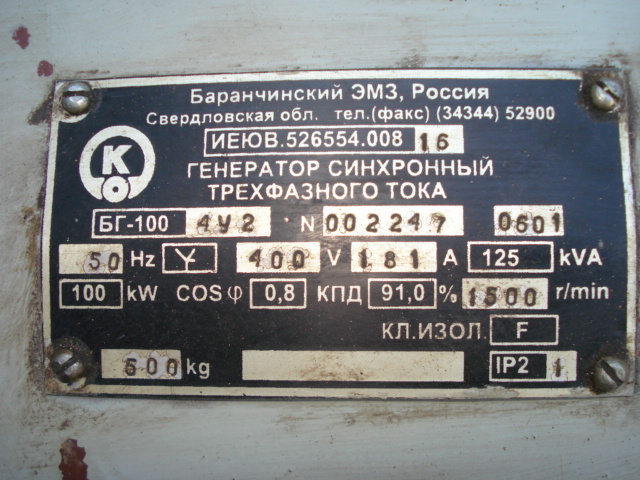 Баранчинский ЭМЗ, Россия
Свердловская обл. тел.(факс) (34344) 52900
КО
ИЕЮВ.526554.008 16
ГЕНЕРАТОР СИНХРОННЫЙ
ТРЕХФАЗНОГО ТОКА
БГ-100 4У2 N 002247 0601
50 Hz Y 400 V 181 A 125 kVA
100 kW COS φ 0,8 КПД 91,0 % 1500 r/min
КЛ.ИЗОЛ. F
600 kg IP2 1